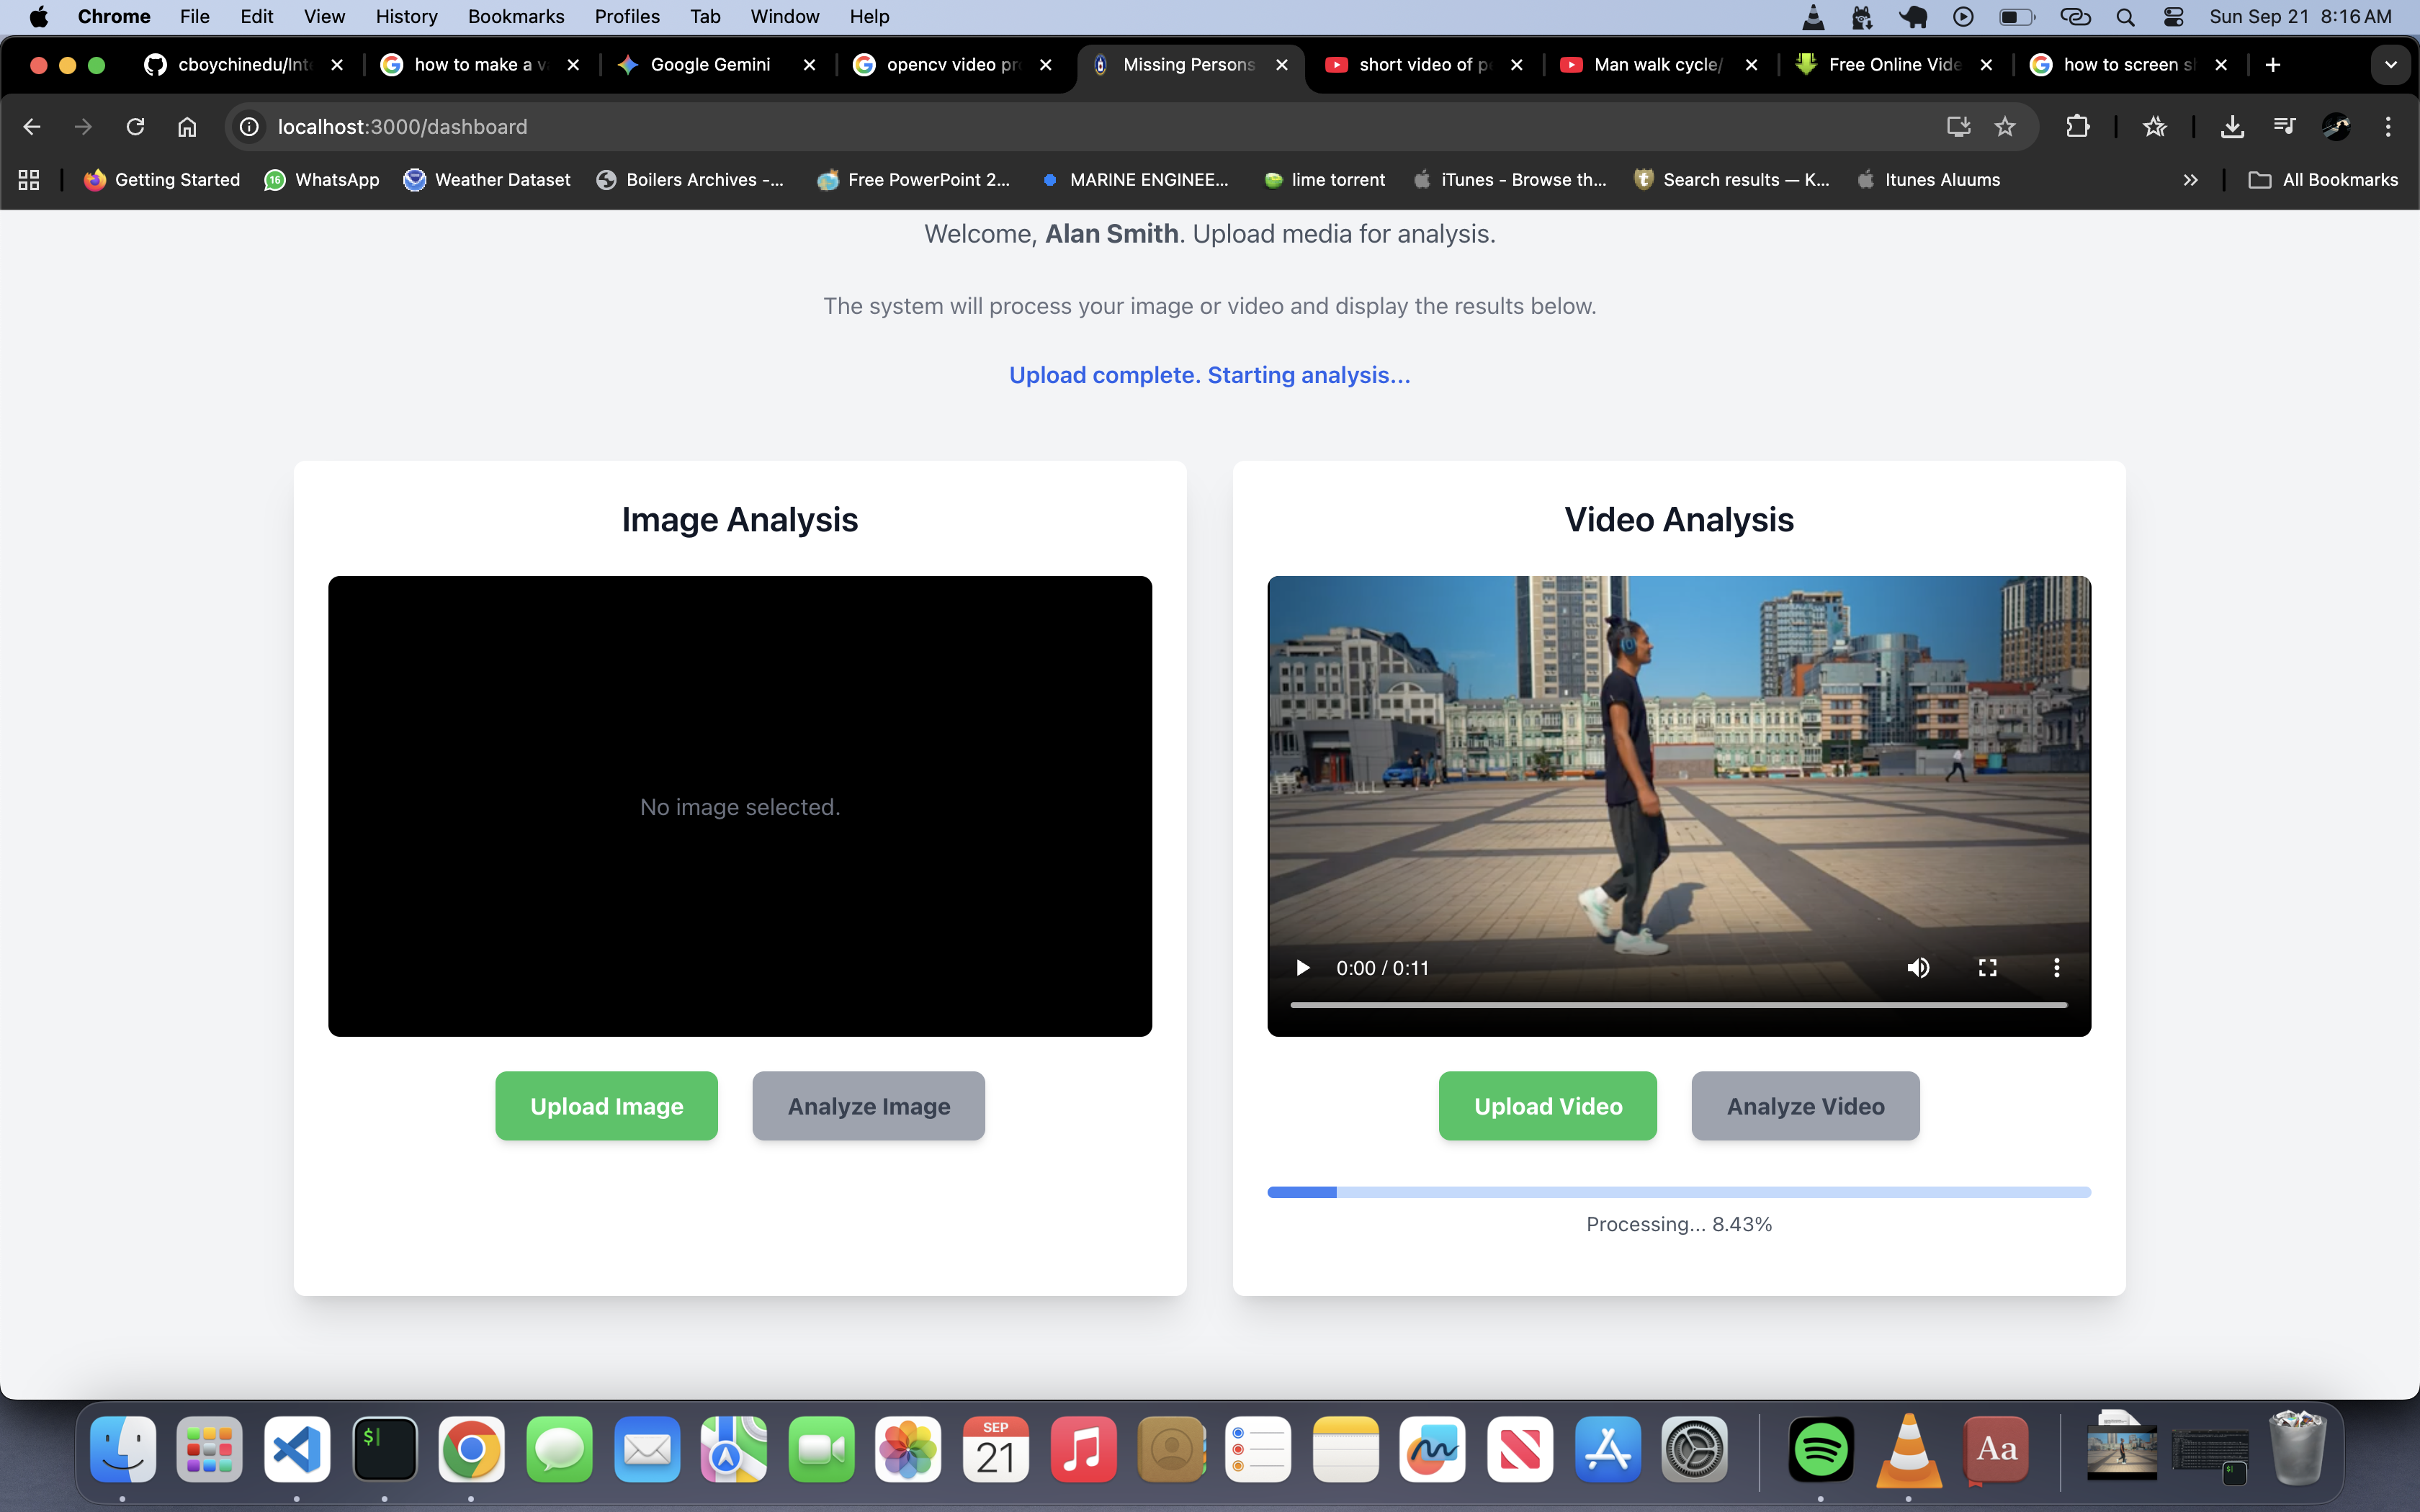 Chrome File Edit View History Bookmarks Profiles Tab Window Help Sun Sep 21 8:16 AM
cboychinedu/Int how to make a v Google Gemini opencv video pr Missing Persons short video of p Man walk cycle/ Free Online Vide how to screen s
localhost:3000/dashboard
Getting Started 16 WhatsApp Weather Dataset Boilers Archives -... Free PowerPoint 2... MARINE ENGINEE... lime torrent iTunes - Browse th... Search results — K... Itunes Aluums All Bookmarks
Welcome, Alan Smith. Upload media for analysis.
The system will process your image or video and display the results below.
Upload complete. Starting analysis...
Image Analysis
No image selected.
Upload Image Analyze Image
Video Analysis
0:00 / 0:11
Upload Video Analyze Video
Processing... 8.43%
$ SEP 21 Aa